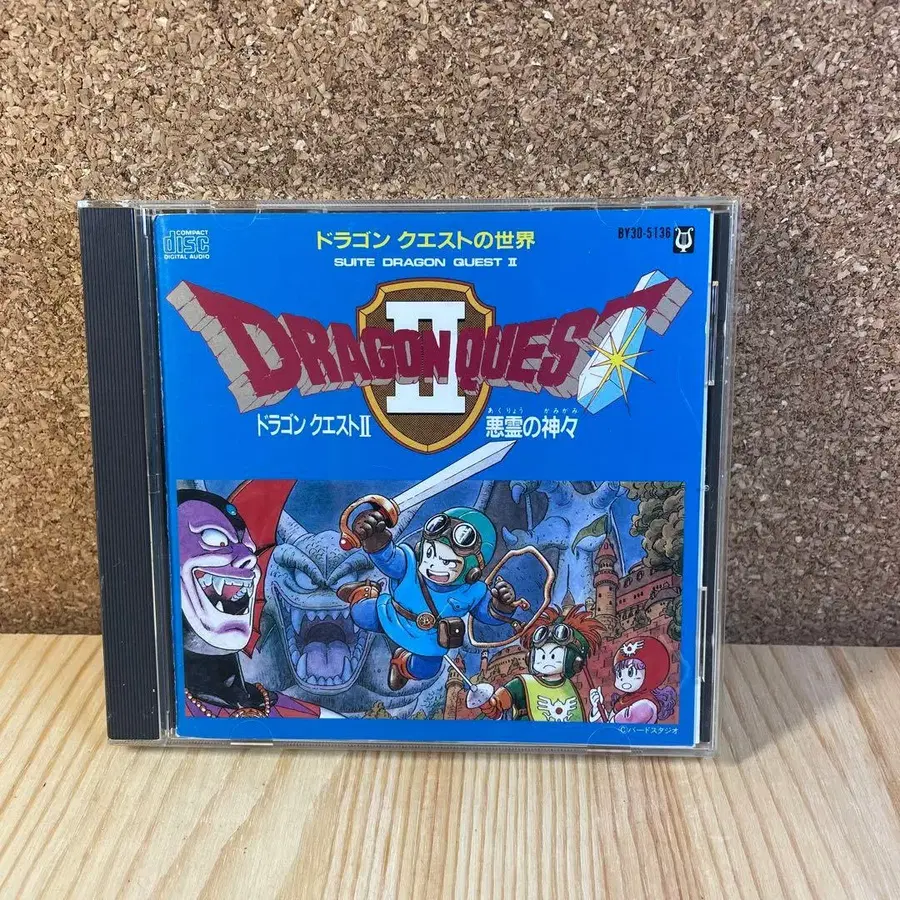 COMPACT
disc
DIGITAL AUDIO
ドラゴン クエストの世界
SUITE DRAGON QUEST II
BY30-5136
DRAGON QUEST
II
ドラゴン クエストII
あくりょう かみがみ
悪霊の神々
©バードスタジオ